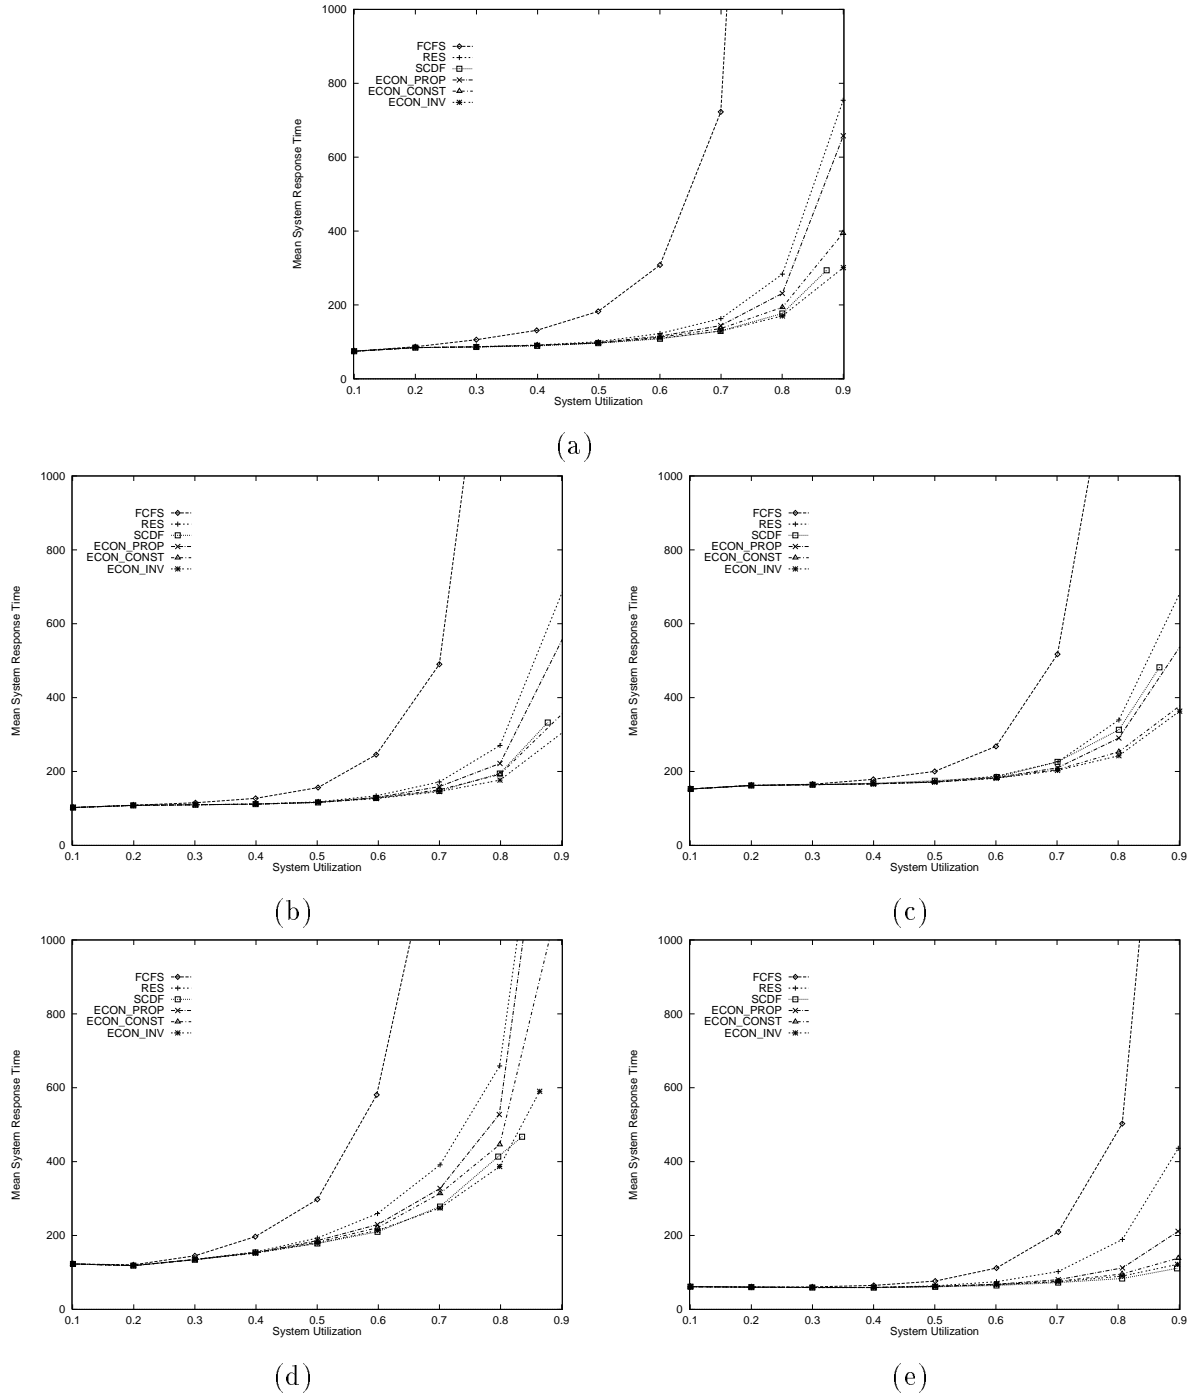 1000
800
600
400
200
0
Mean System Response Time
FCFS
RES
SCDF
ECON_PROP
ECON_CONST
ECON_INV
0.1 0.2 0.3 0.4 0.5 0.6 0.7 0.8 0.9
System Utilization
(a)
1000
800
600
400
200
0
Mean System Response Time
FCFS
RES
SCDF
ECON_PROP
ECON_CONST
ECON_INV
0.1 0.2 0.3 0.4 0.5 0.6 0.7 0.8 0.9
System Utilization
(b)
1000
800
600
400
200
0
Mean System Response Time
FCFS
RES
SCDF
ECON_PROP
ECON_CONST
ECON_INV
0.1 0.2 0.3 0.4 0.5 0.6 0.7 0.8 0.9
System Utilization
(c)
1000
800
600
400
200
0
Mean System Response Time
FCFS
RES
SCDF
ECON_PROP
ECON_CONST
ECON_INV
0.1 0.2 0.3 0.4 0.5 0.6 0.7 0.8 0.9
System Utilization
(d)
1000
800
600
400
200
0
Mean System Response Time
FCFS
RES
SCDF
ECON_PROP
ECON_CONST
ECON_INV
0.1 0.2 0.3 0.4 0.5 0.6 0.7 0.8 0.9
System Utilization
(e)